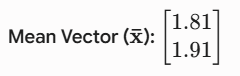 Mean Vector (x̄): [1.81
1.91]